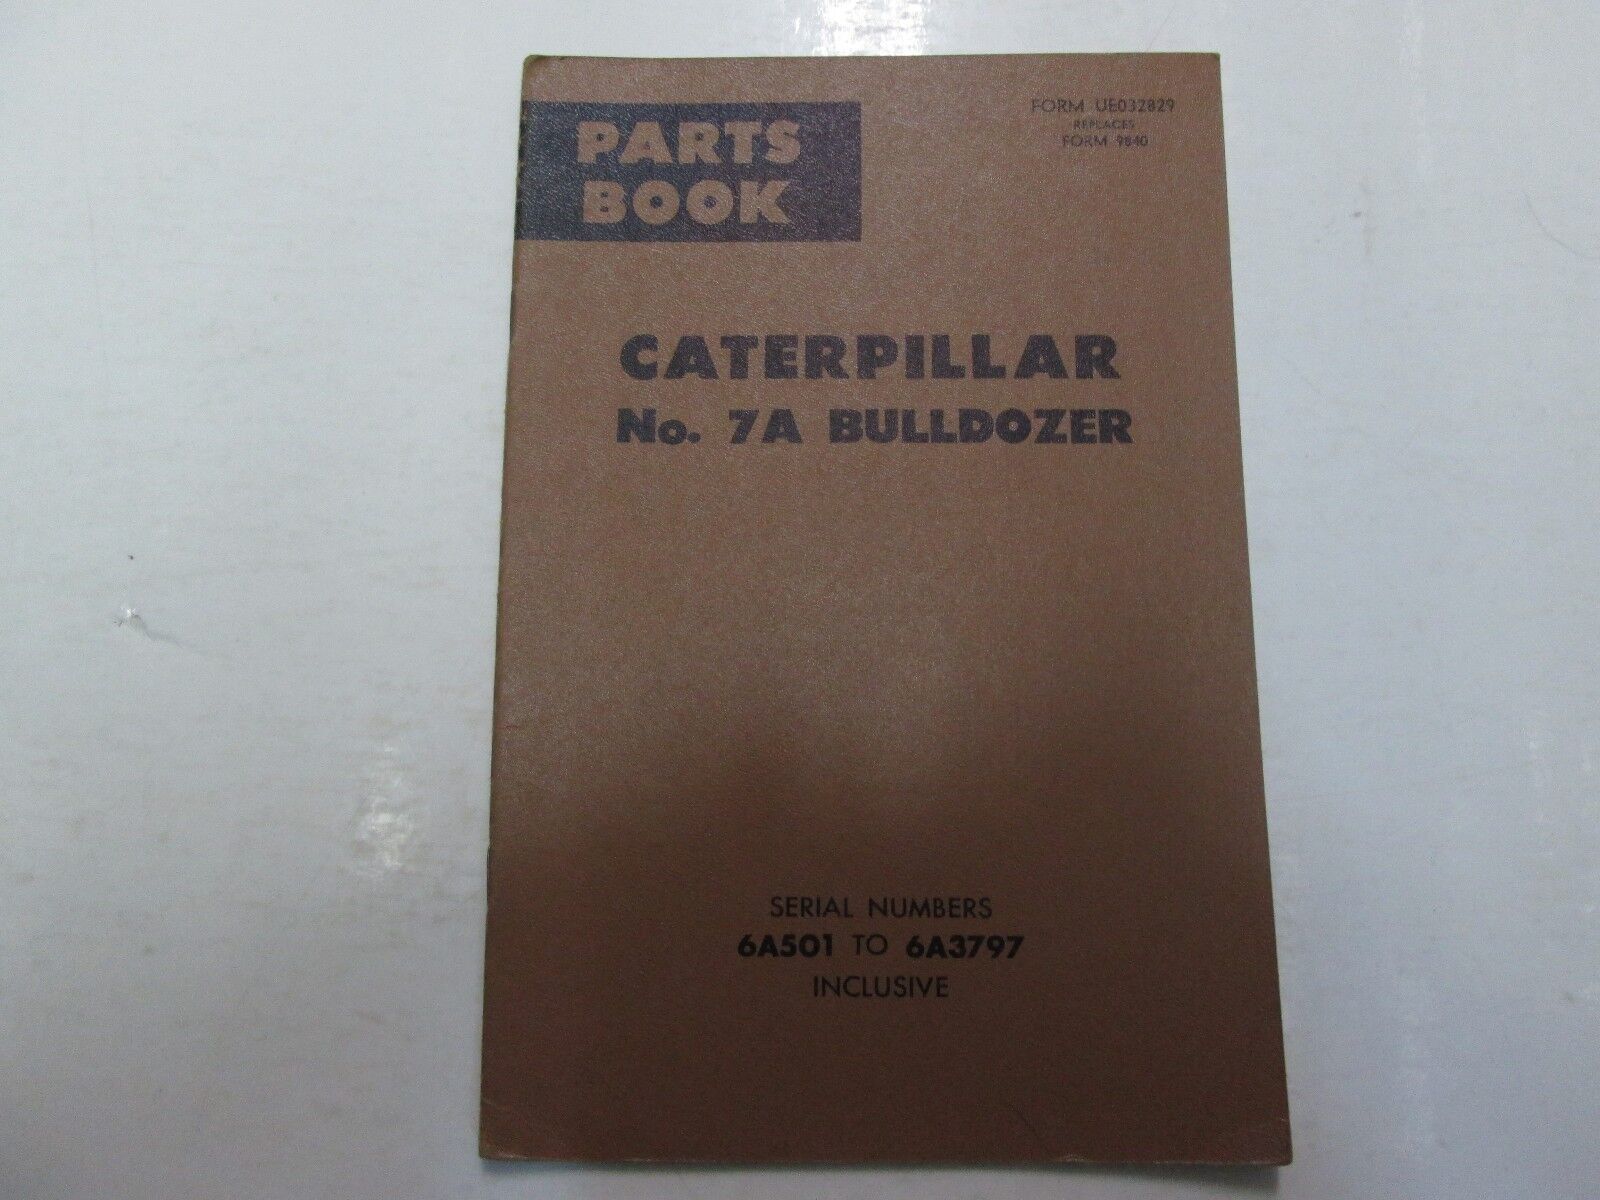 PARTS
BOOK
FORM UE032829
REPLACES
FORM 9840
CATERPILLAR
No. 7A BULLDOZER
SERIAL NUMBERS
6A501 TO 6A3797
INCLUSIVE